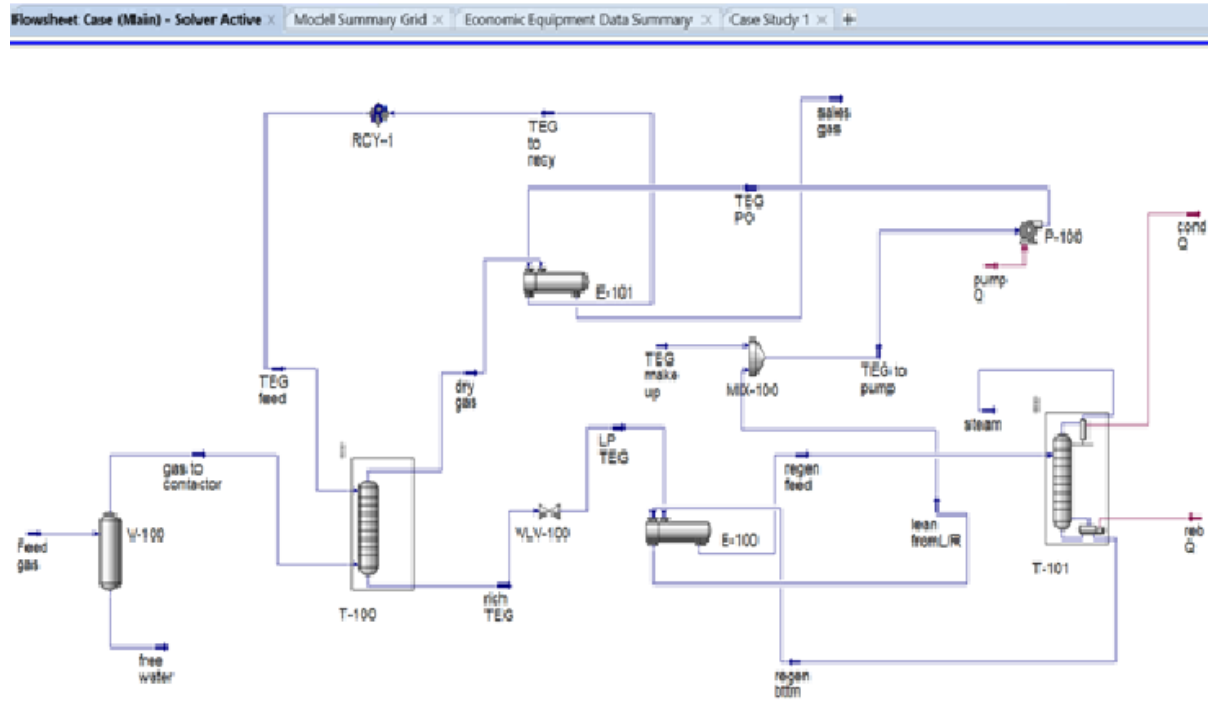 Flowsheet Case (Main) - Solver Active
Modell Summary Grid
Economic Equipment Data Summary
Case Study 1
RCY-1
TEG
to
recy
sales
gas
TEG
PO
P-100
cond
Q
pump
Q
E-101
TEG
feed
dry
gas
TEG
make
up
MIX-100
TEG to
pump
steam
LP
TEG
gas to
contactor
regen
feed
Feed
gas
V-100
VLV-100
E-100
lean
from L/R
reb
Q
T-100
rich
TEG
T-101
free
water
regen
bttm